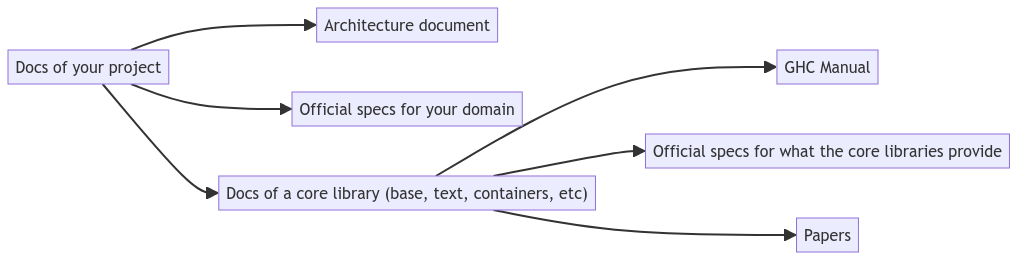 Architecture document
Docs of your project
GHC Manual
Official specs for your domain
Official specs for what the core libraries provide
Docs of a core library (base, text, containers, etc)
Papers